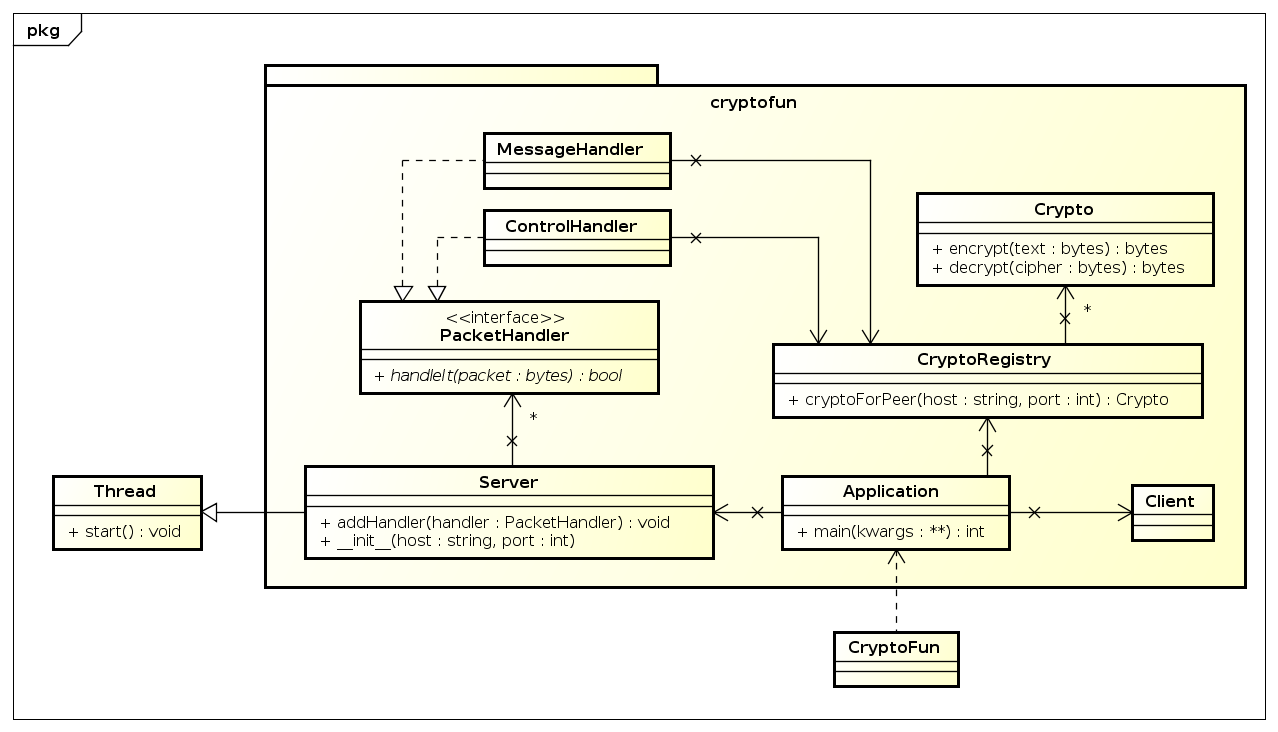 pkg
cryptofun
MessageHandler
ControlHandler
Crypto
+ encrypt(text : bytes) : bytes
+ decrypt(cipher : bytes) : bytes
*
<<interface>>
PacketHandler
+ handleIt(packet : bytes) : bool
*
CryptoRegistry
+ cryptoForPeer(host : string, port : int) : Crypto
Thread
+ start() : void
Server
+ addHandler(handler : PacketHandler) : void
+ __init__(host : string, port : int)
Application
+ main(kwargs : **) : int
Client
CryptoFun